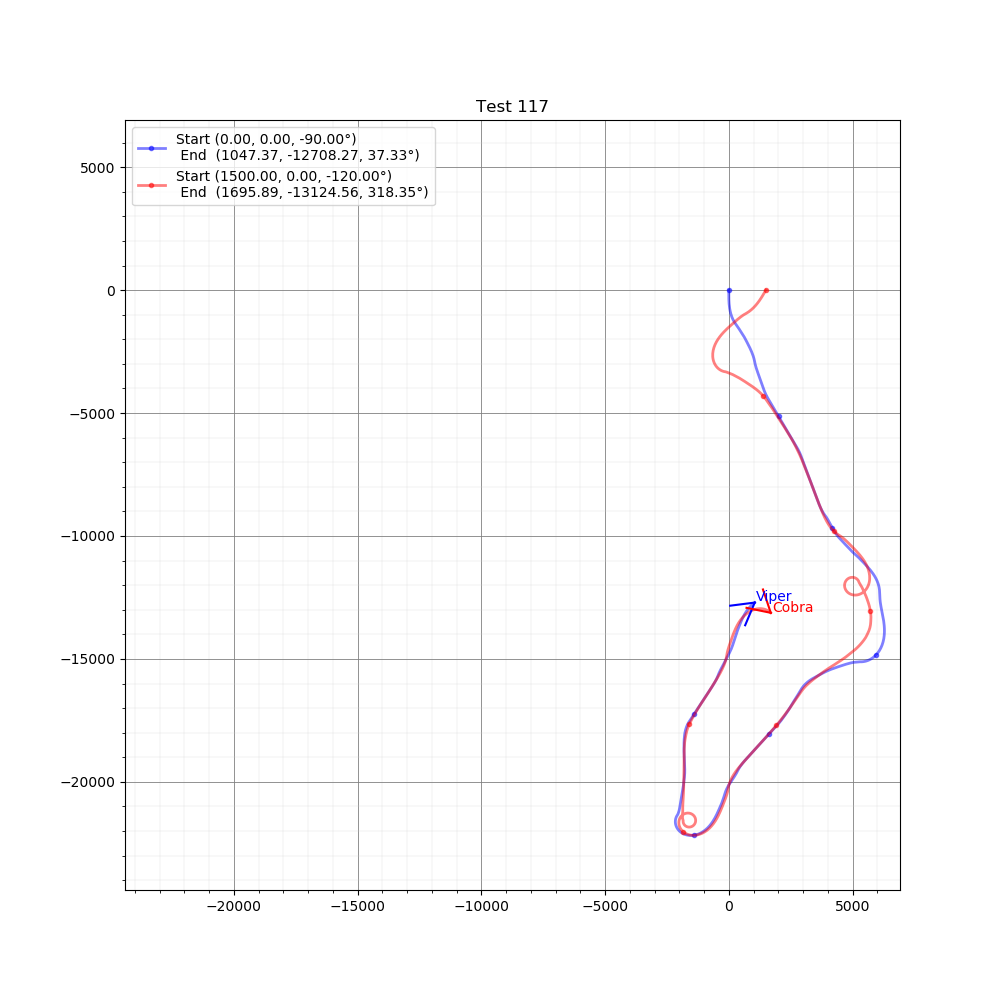 Test 117
Start (0.00, 0.00, -90.00°)
End (1047.37, -12708.27, 37.33°)
Start (1500.00, 0.00, -120.00°)
End (1695.89, -13124.56, 318.35°)
5000
0
−5000
−10000
−15000
−20000
Viper
Cobra
−20000 −15000 −10000 −5000 0 5000